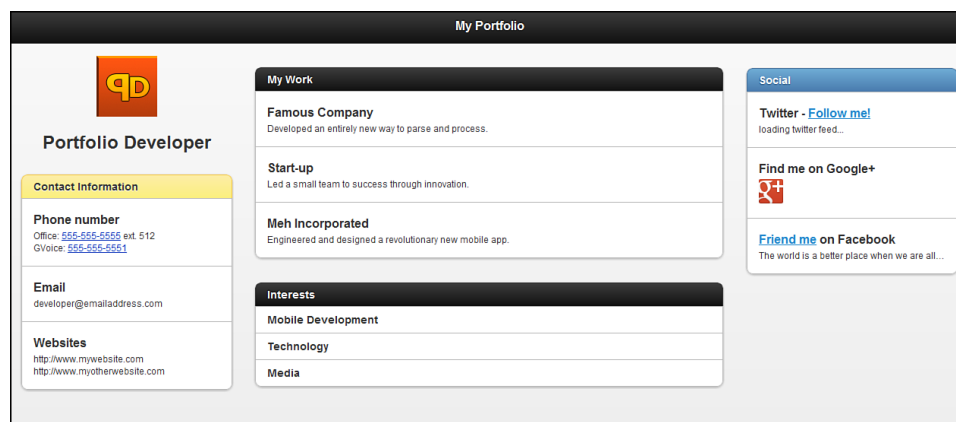 My Portfolio
Portfolio Developer
Contact Information
Phone number
Office: 555-555-5555 ext. 512
GVoice: 555-555-5551
Email
developer@emailaddress.com
Websites
http://www.mywebsite.com
http://www.myotherwebsite.com
My Work
Famous Company
Developed an entirely new way to parse and process.
Start-up
Led a small team to success through innovation.
Meh Incorporated
Engineered and designed a revolutionary new mobile app.
Interests
Mobile Development
Technology
Media
Social
Twitter - Follow me!
loading twitter feed...
Find me on Google+
g+
Friend me on Facebook
The world is a better place when we are all...